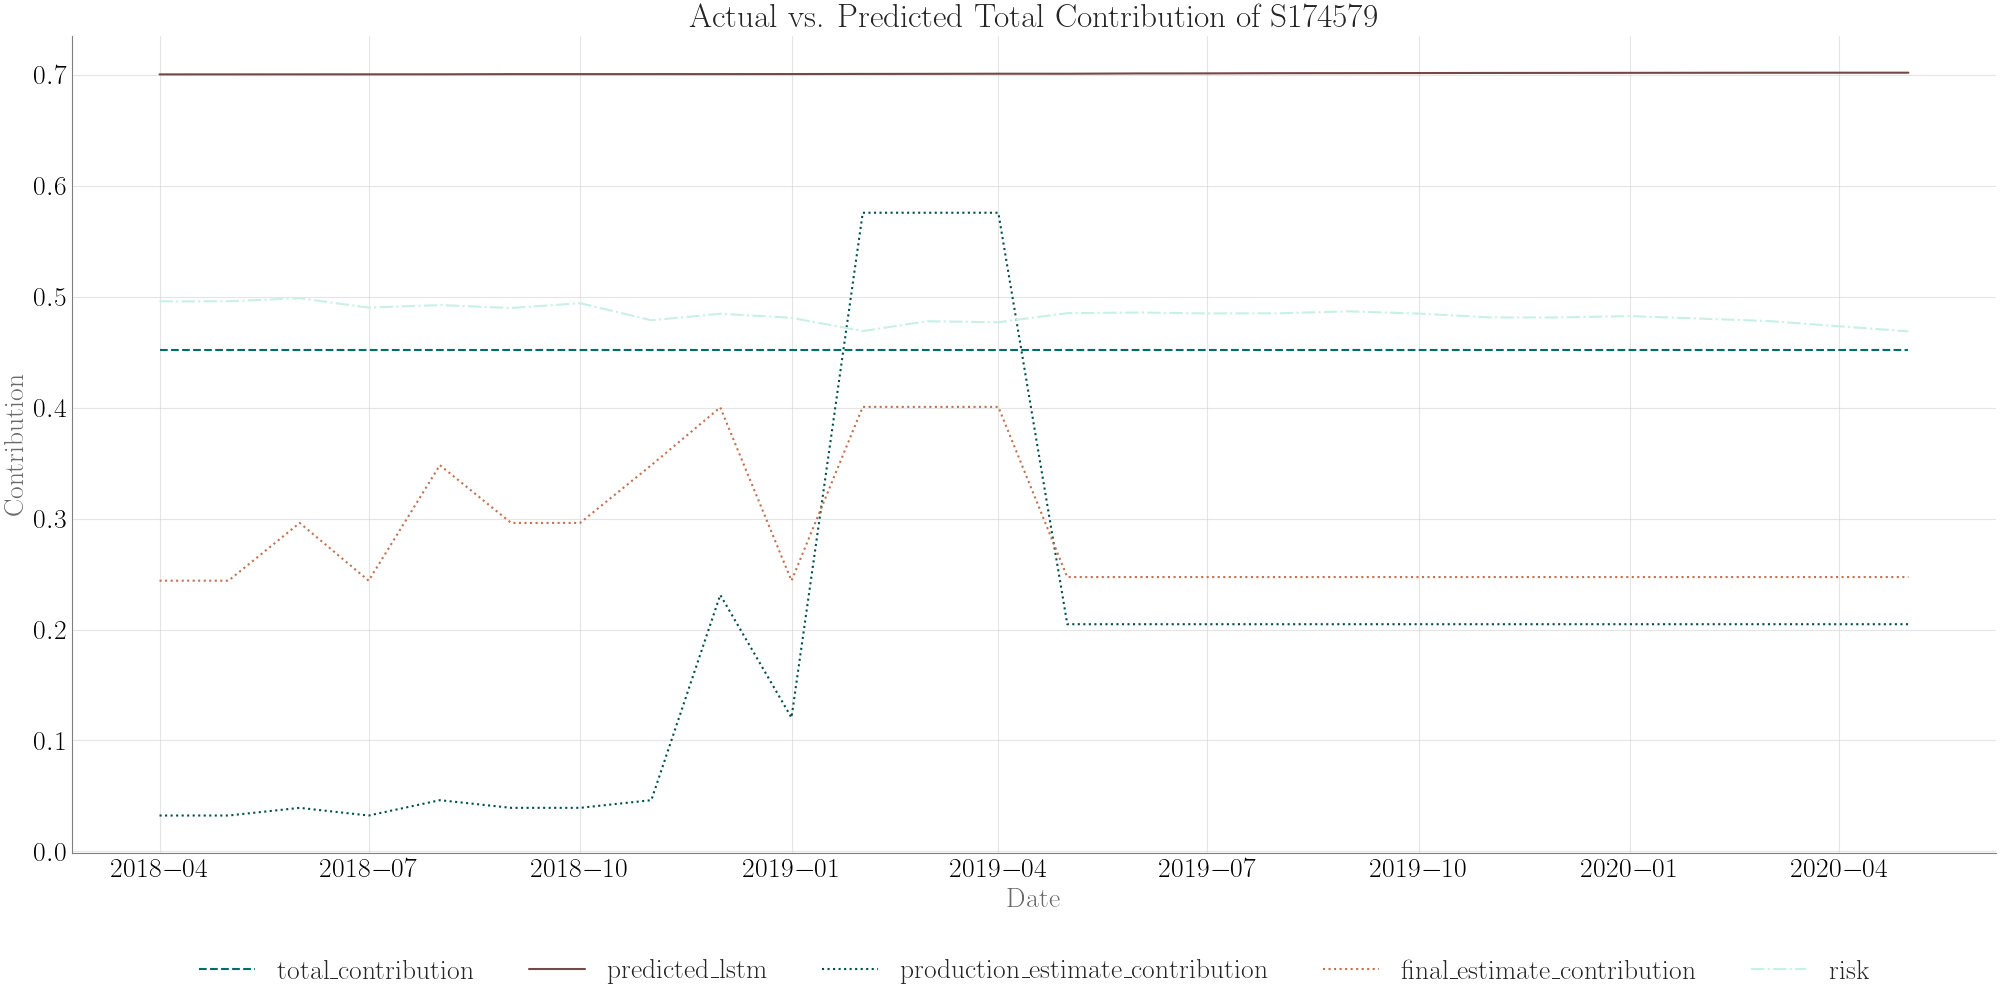 Actual vs. Predicted Total Contribution of S174579
0.7
0.6
0.5
0.4
0.3
0.2
0.1
0.0
Contribution
2018−04 2018−07 2018−10 2019−01 2019−04 2019−07 2019−10 2020−01 2020−04
Date
total_contribution predicted_lstm production_estimate_contribution final_estimate_contribution risk